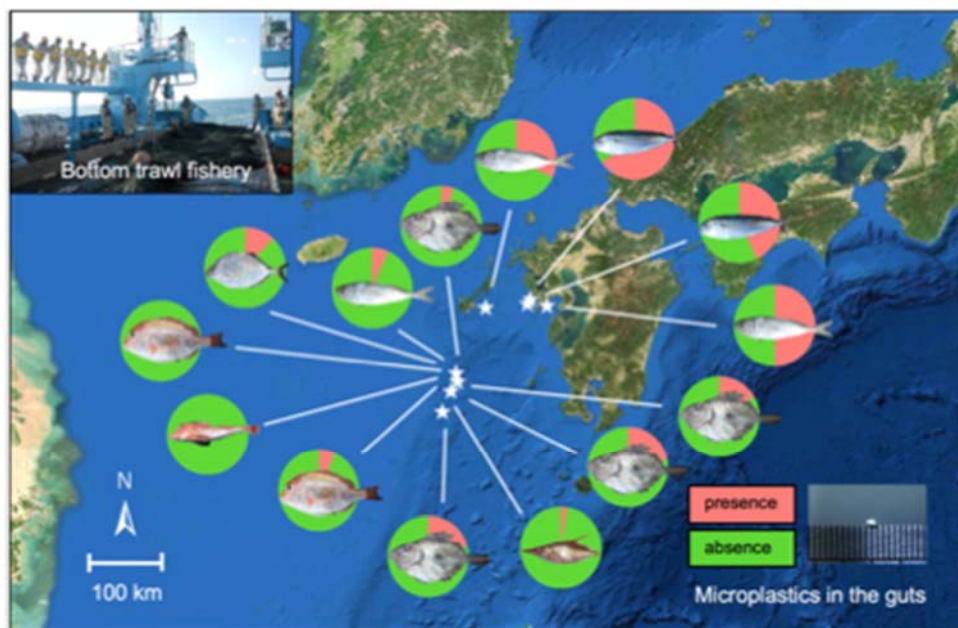 Bottom trawl fishery
N
100 km
presence
absence
Microplastics in the guts